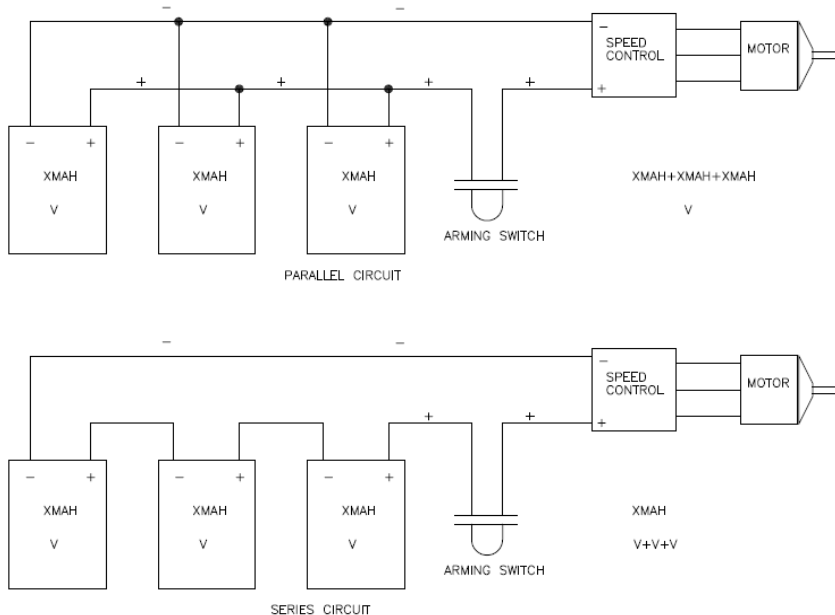 − −
− SPEED CONTROL
MOTOR
+ + + + +
− + − + − +
XMAH XMAH XMAH
XMAH+XMAH+XMAH
V V V
V
ARMING SWITCH
PARALLEL CIRCUIT
− −
− SPEED CONTROL
MOTOR
+ + +
− + − + − +
XMAH XMAH XMAH
XMAH
V V V
V+V+V
ARMING SWITCH
SERIES CIRCUIT